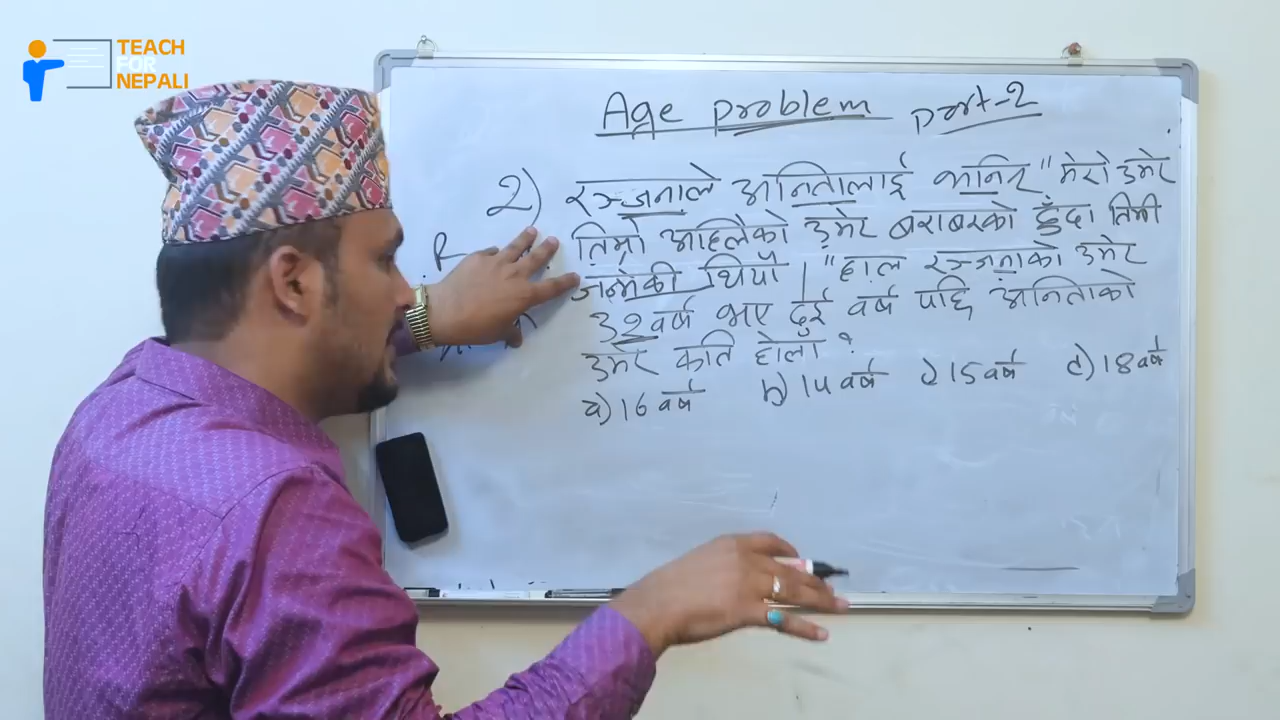 TEACH
FOR
NEPALI
Age problem part-2
2) रञ्जनाले अनितालाई भनिन् "मेरो उमेर
तिम्रो अहिलेको उमेर बराबरको हुँदा तिमी
जन्मेकी थियौ।" हाल रञ्जनाको उमेर
32 वर्ष भए दुई वर्ष पछि अनिताको
उमेर कति होला?
a) 16 वर्ष b) 14 वर्ष c) 15 वर्ष d) 18 वर्ष
R